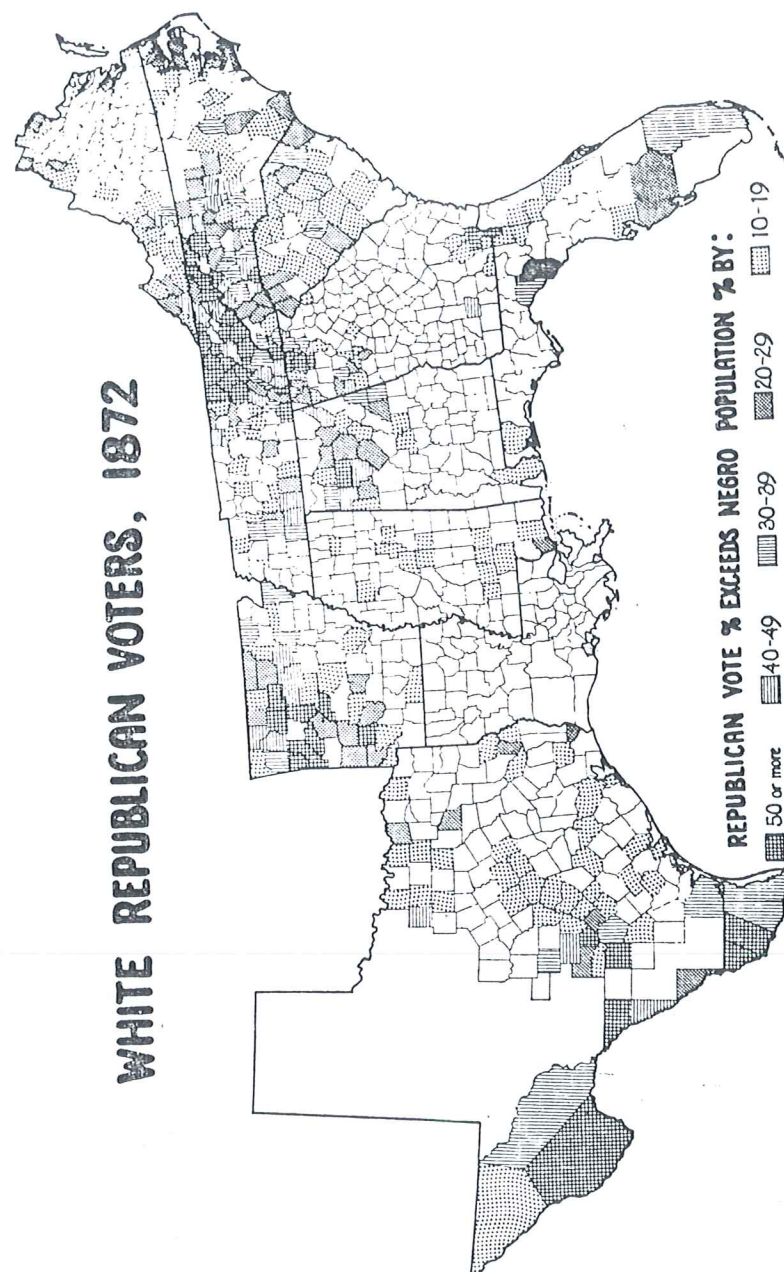 WHITE REPUBLICAN VOTERS, 1872
REPUBLICAN VOTE % EXCEEDS NEGRO POPULATION % BY:
50 or more 40-49 30-39 20-29 10-19